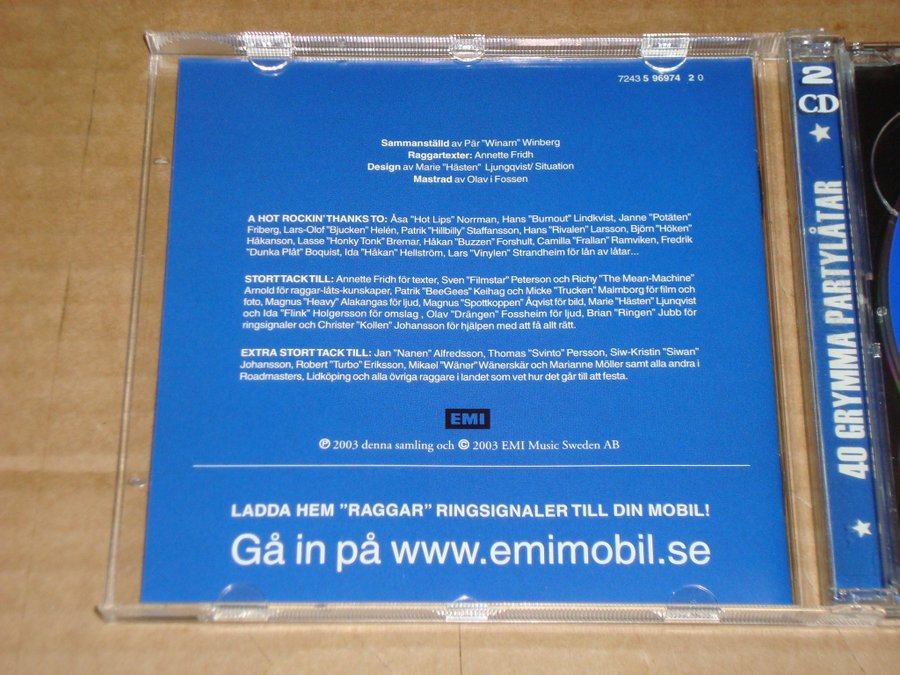 7243 5 96974 2 0
Sammanställd av Pär "Winarn" Winberg
Raggartexter: Annette Fridh
Design av Marie "Hästen" Ljungqvist/ Situation
Mastrad av Olav i Fossen
A HOT ROCKIN' THANKS TO: Åsa "Hot Lips" Norrman, Hans "Burnout" Lindkvist, Janne "Potäten"
Friberg, Lars-Olof "Bjucken" Helén, Patrik "Hillbilly" Staffansson, Hans "Rivalen" Larsson, Björn "Höken"
Håkanson, Lasse "Honky Tonk" Bremar, Håkan "Buzzen" Forshult, Camilla "Frallan" Ramviken, Fredrik
"Dunka Plåt" Boquist, Ida "Håkan" Hellström, Lars "Vinylen" Strandheim för lån av låtar...
STORT TACK TILL: Annette Fridh för texter, Sven "Filmstar" Peterson och Richy "The Mean-Machine"
Arnold för raggar-låts-kunskaper, Patrik "BeeGees" Keihag och Micke "Trucken" Malmborg för film och
foto, Magnus "Heavy" Alakangas för ljud, Magnus "Spottkoppen" Åqvist för bild, Marie "Hästen" Ljunqvist
och Ida "Flink" Holgersson för omslag , Olav "Drängen" Fossheim för ljud, Brian "Ringen" Jubb för
ringsignaler och Christer "Kollen" Johansson för hjälpen med att få allt rätt.
EXTRA STORT TACK TILL: Jan "Nanen" Alfredsson, Thomas "Svinto" Persson, Siw-Kristin "Siwan"
Johansson, Robert "Turbo" Eriksson, Mikael "Wäner" Wänerskär och Marianne Möller samt alla andra i
Roadmasters, Lidköping och alla övriga raggare i landet som vet hur det går till att festa.
EMI
℗ 2003 denna samling och © 2003 EMI Music Sweden AB
LADDA HEM "RAGGAR" RINGSIGNALER TILL DIN MOBIL!
Gå in på www.emimobil.se
40 GRYMMA PARTYLÅTAR
2 CD